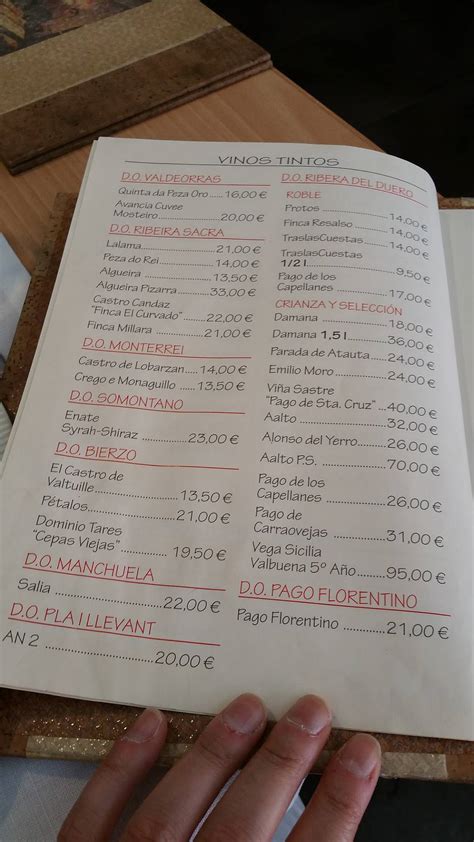 VINOS TINTOS
D.O. VALDEORRAS
Quinta da Peza Oro ..... 16,00 €
Avancia Cuvee
Mosteiro ................ 20,00 €
D.O. RIBEIRA SACRA
Lalama ................ 21,00 €
Peza do Rei ............ 14,00 €
Algueira ................ 13,50 €
Algueira Pizarra ........ 33,00 €
Castro Candaz
"Finca El Curvado" ...... 22,00 €
Finca Millara ............ 21,00 €
D.O. MONTERREI
Castro de Lobarzan ..... 14,00 €
Crego e Monaguillo .... 13,50 €
D.O. SOMONTANO
Enate
Syrah-Shiraz ............ 23,00 €
D.O. BIERZO
El Castro de
Valtuille ................ 13,50 €
Pétalos ................ 21,00 €
Dominio Tares
"Cepas Viejas" ........... 19,50 €
D.O. MANCHUELA
Salia ................ 22,00 €
D.O. PLA I LLEVANT
AN 2 ................ 20,00 €
D.O. RIBERA DEL DUERO
ROBLE
Protos ................ 14,00 €
Finca Resalso ............ 14,00 €
TraslasCuestas .......... 14,00 €
TraslasCuestas
1/2 l ................ 9,50 €
Pago de los
Capellanes ............ 17,00 €
CRIANZA Y SELECCIÓN
Damana ................ 18,00 €
Damana 1,5 l ............ 36,00 €
Parada de Atauta ....... 24,00 €
Emilio Moro ............ 24,00 €
Viña Sastre
"Pago de Sta. Cruz" ... 40,00 €
Aalto ................ 32,00 €
Alonso del Yerro ........ 26,00 €
Aalto P.S. ............ 70,00 €
Pago de los
Capellanes ............ 26,00 €
Pago de
Carraovejas ............ 31,00 €
Vega Sicilia
Valbuena 5º Año ........ 95,00 €
D.O. PAGO FLORENTINO
Pago Florentino ............ 21,00 €